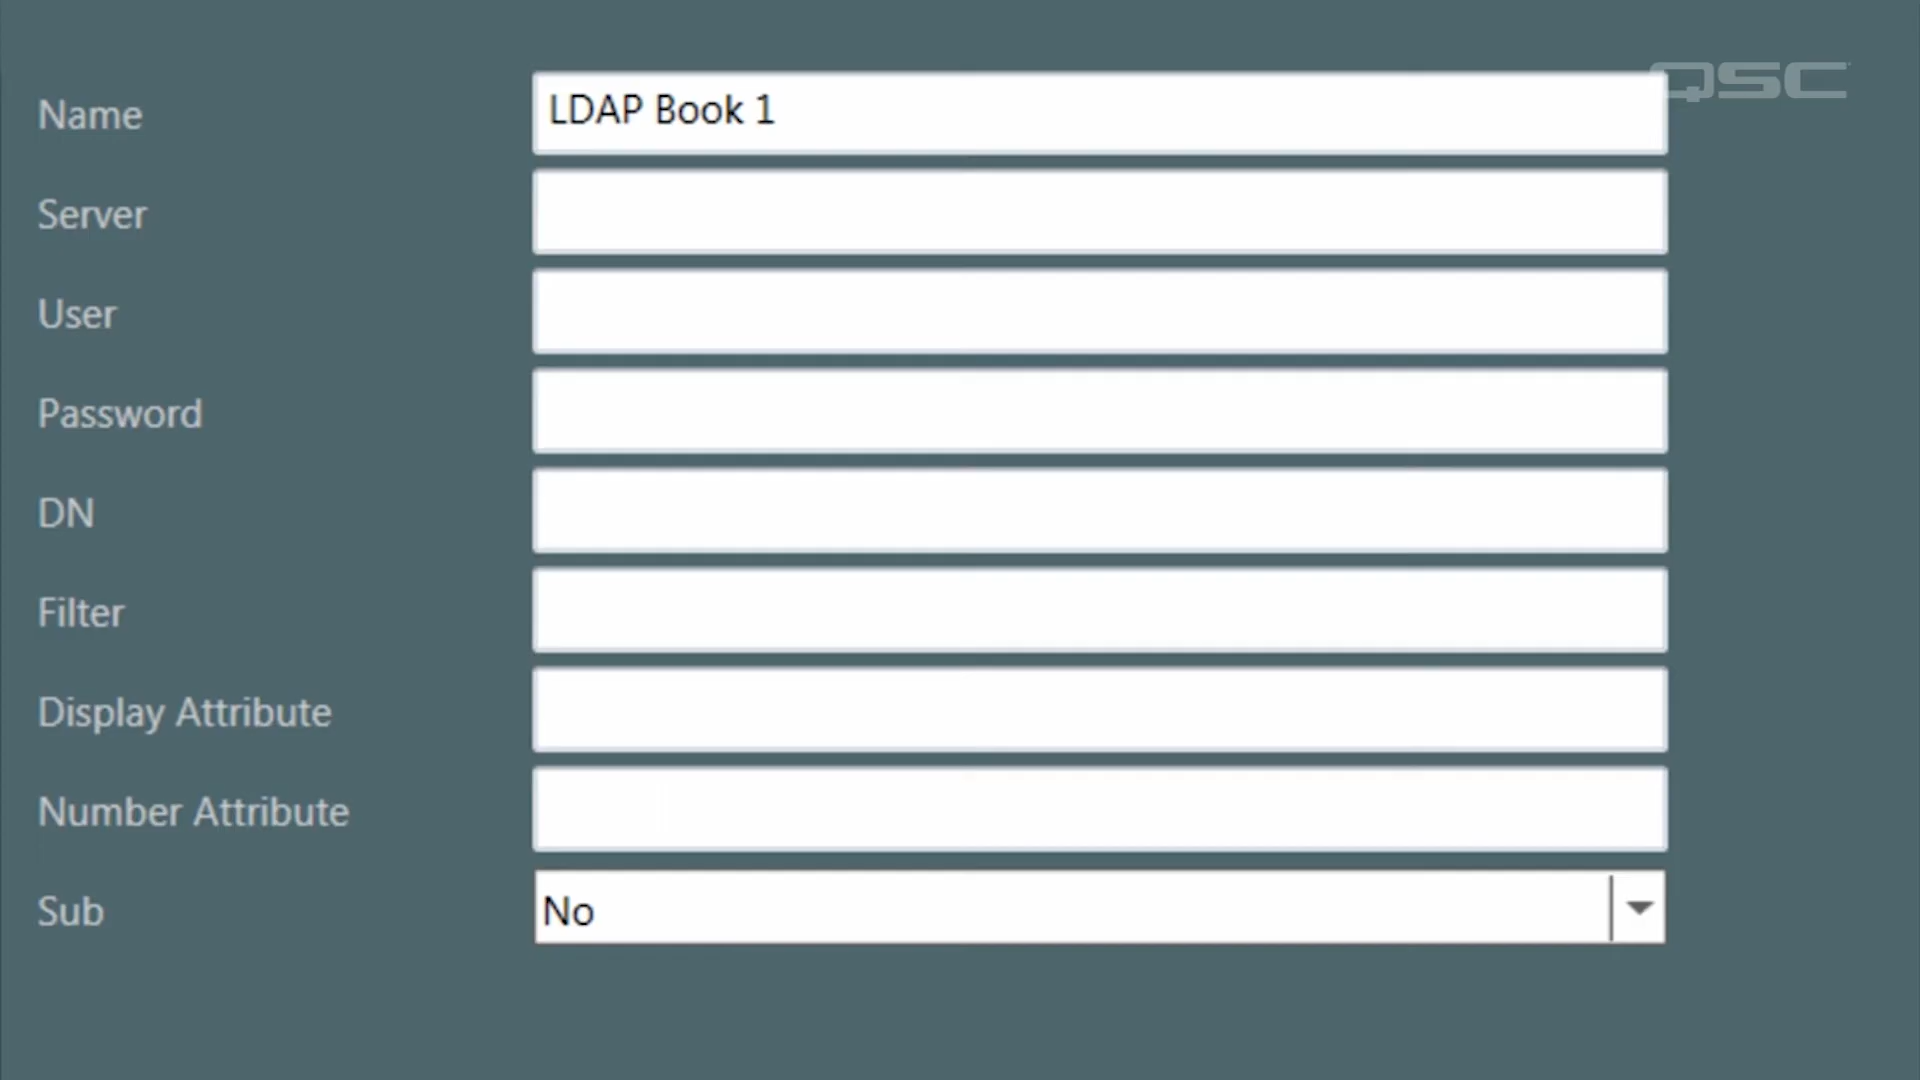 QSC
Name
LDAP Book 1
Server
User
Password
DN
Filter
Display Attribute
Number Attribute
Sub
No